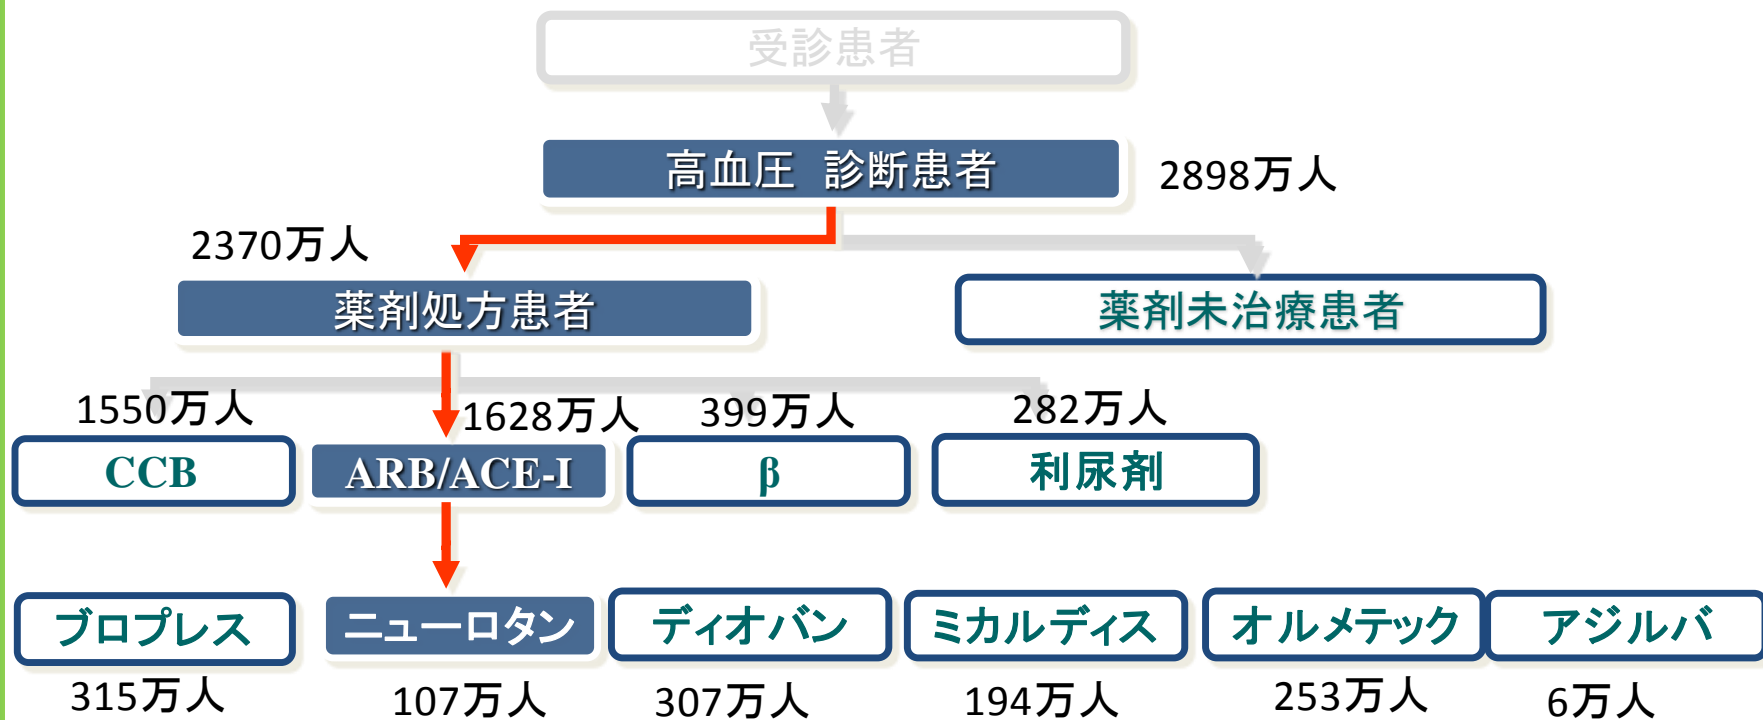 受診患者
高血圧 診断患者
2898万人
2370万人
薬剤処方患者
薬剤未治療患者
1550万人
1628万人
399万人
282万人
CCB
ARB/ACE-I
β
利尿剤
ブロプレス
ニューロタン
ディオバン
ミカルディス
オルメテック
アジルバ
315万人
107万人
307万人
194万人
253万人
6万人